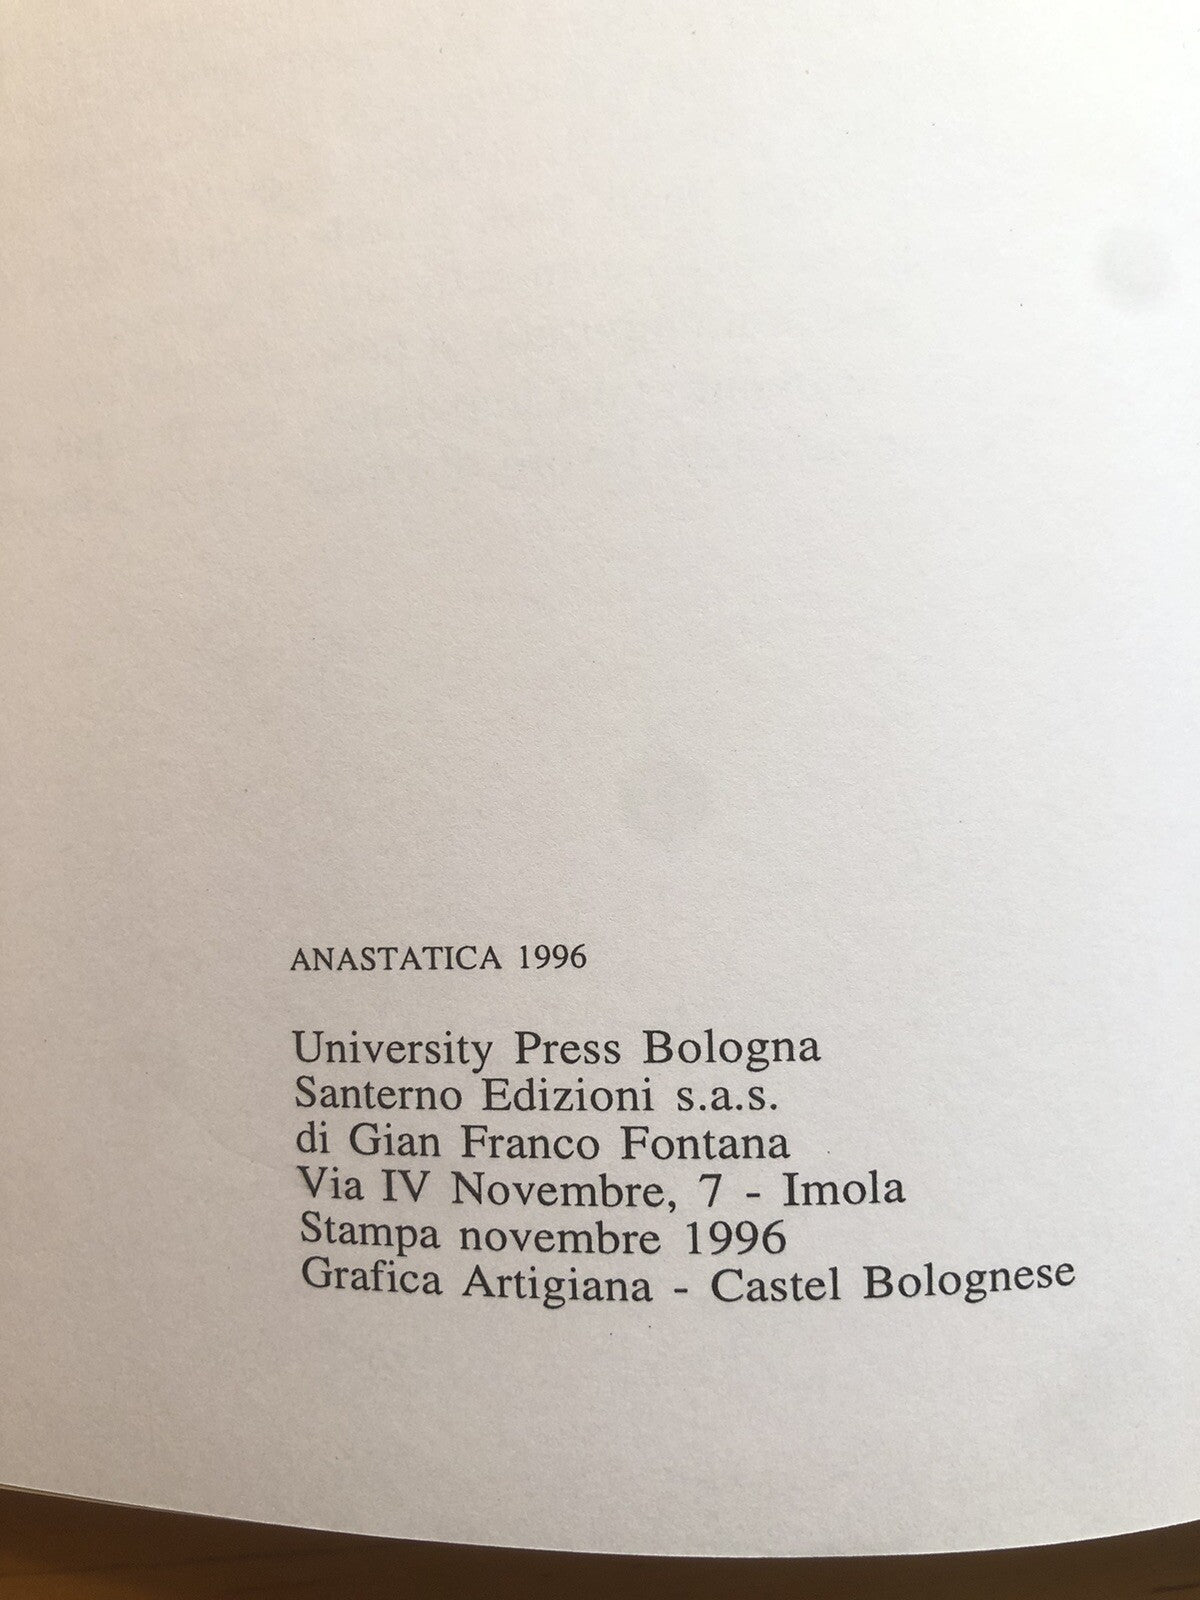 ANASTATICA 1996
University Press Bologna
Santerno Edizioni s.a.s.
di Gian Franco Fontana
Via IV Novembre, 7 - Imola
Stampa novembre 1996
Grafica Artigiana - Castel Bolognese